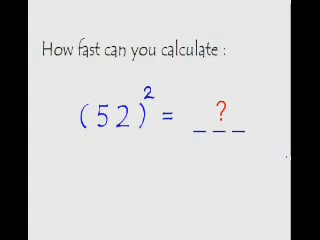 How fast can you calculate :
(52)² = _ _ _
?